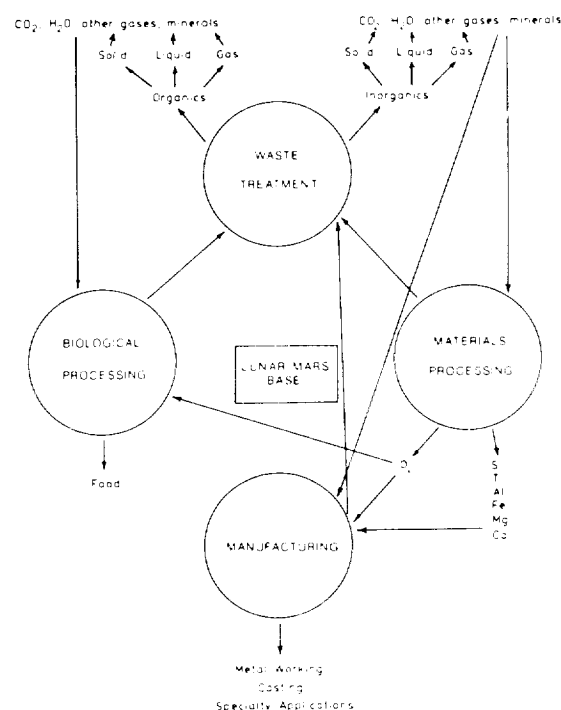 CO2, H2O other gases, minerals
Solid Liquid Gas
Organics
CO2 H2O other gases minerals
Solid Liquid Gas
Inorganics
WASTE
TREATMENT
BIOLOGICAL
PROCESSING
LUNAR MARS
BASE
MATERIALS
PROCESSING
Food
O2
S
T
Al
Fe
Mg
Ca
MANUFACTURING
Metal Working
Casting
Specialty Applications